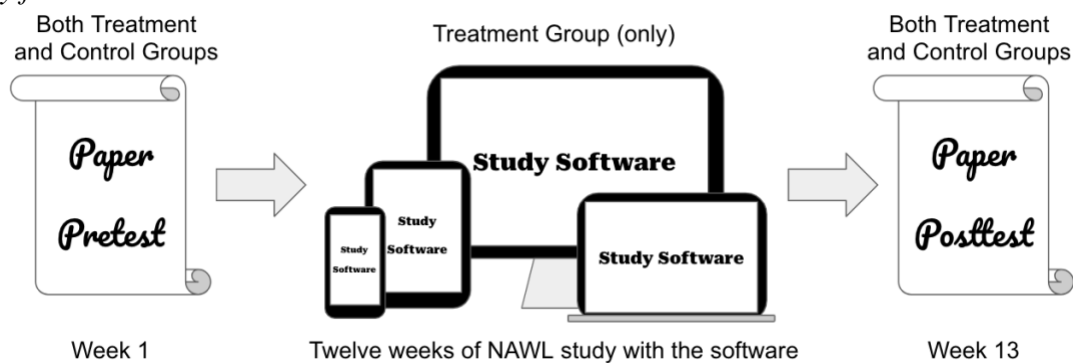 Both Treatment
and Control Groups
Paper
Pretest
Week 1
Treatment Group (only)
Study Software
Study
Software
Study
Software
Study Software
Twelve weeks of NAWL study with the software
Both Treatment
and Control Groups
Paper
Posttest
Week 13